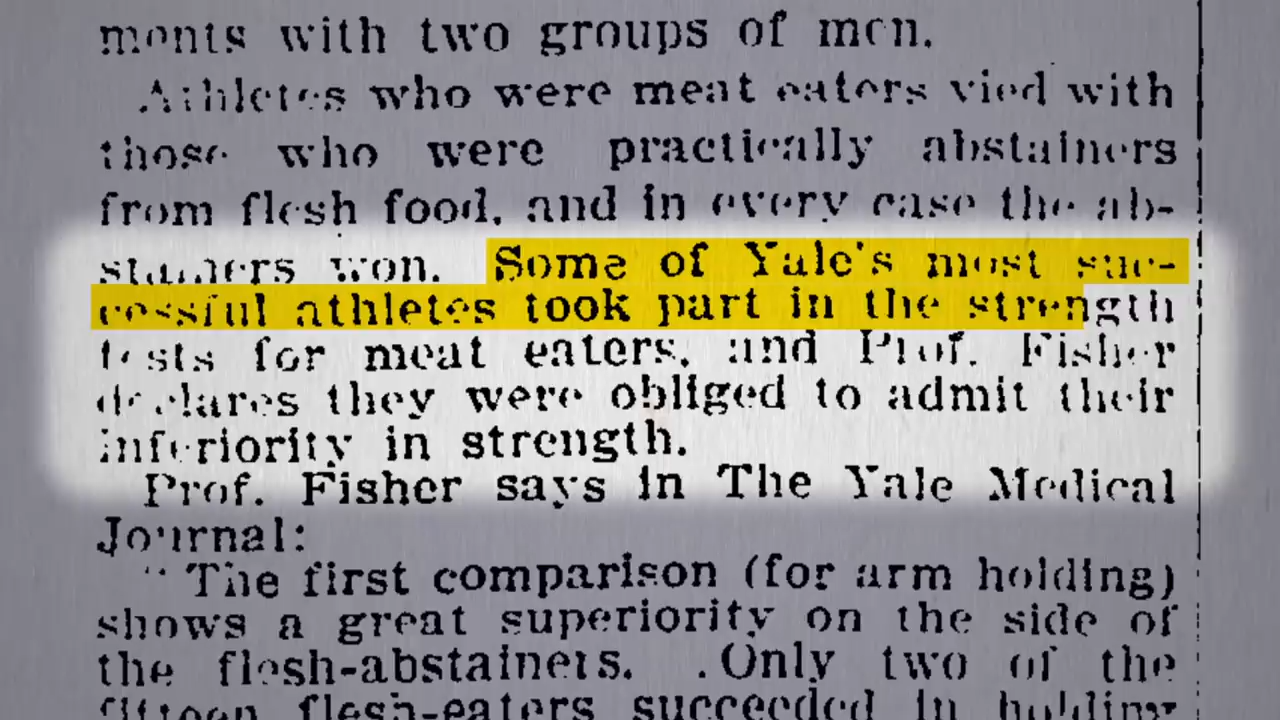 ments with two groups of men.
Athletes who were meat eaters vied with
those who were practically abstainers
from flesh food, and in every case the ab-
stainers won. Some of Yale's most suc-
cessful athletes took part in the strength
tests for meat eaters, and Prof. Fisher
declares they were obliged to admit their
inferiority in strength.
Prof. Fisher says in The Yale Medical
Journal:
" The first comparison (for arm holding)
shows a great superiority on the side of
the flesh-abstainers. Only two of the
fifteen flesh-eaters succeeded in holding